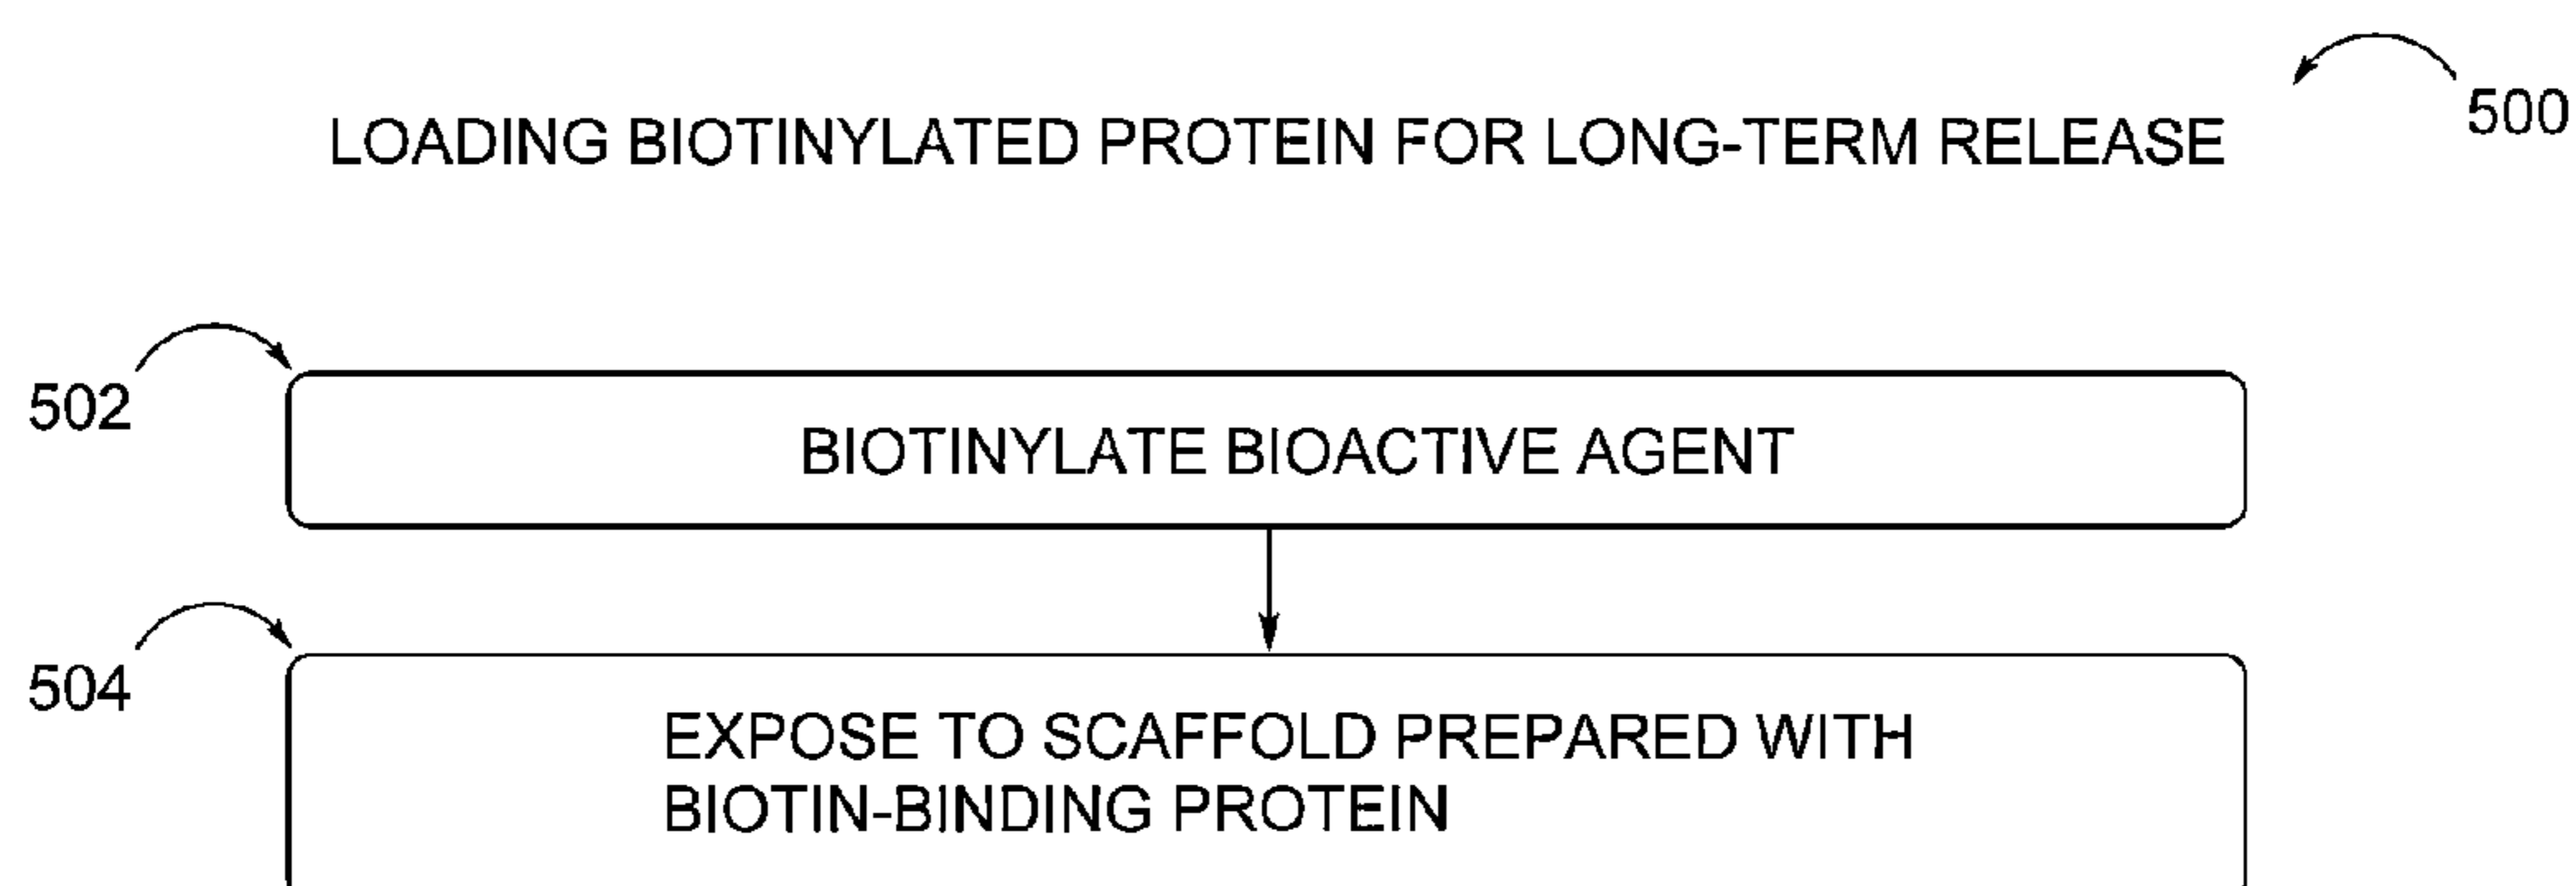 500
LOADING BIOTINYLATED PROTEIN FOR LONG-TERM RELEASE
502
BIOTINYLATE BIOACTIVE AGENT
504
EXPOSE TO SCAFFOLD PREPARED WITH
BIOTIN-BINDING PROTEIN